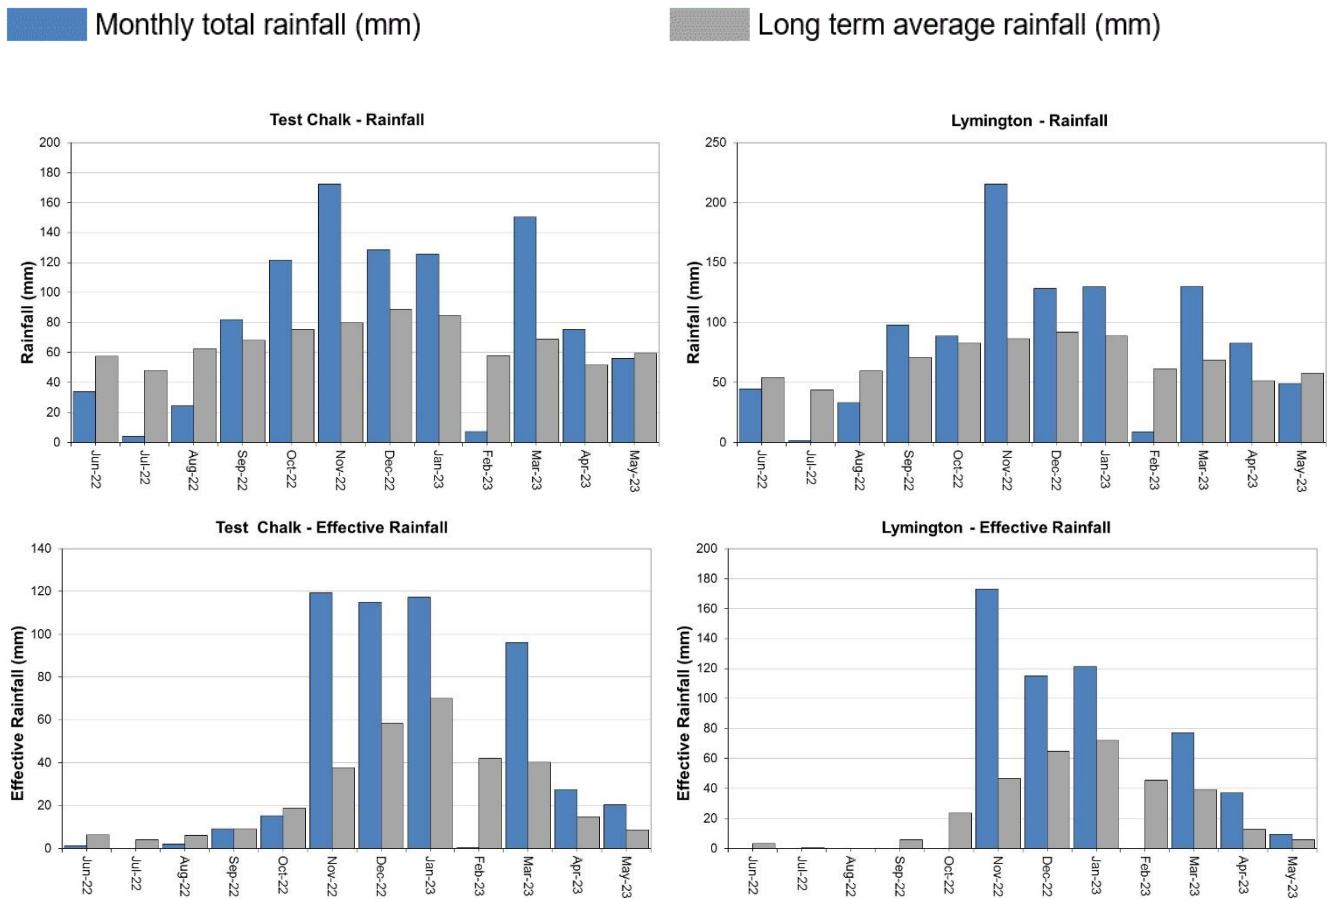 Monthly total rainfall (mm)
Long term average rainfall (mm)
Test Chalk - Rainfall
Rainfall (mm)
200
180
160
140
120
100
80
60
40
20
0
Jun-22
Jul-22
Aug-22
Sep-22
Oct-22
Nov-22
Dec-22
Jan-23
Feb-23
Mar-23
Apr-23
May-23
Lymington - Rainfall
Rainfall (mm)
250
200
150
100
50
0
Jun-22
Jul-22
Aug-22
Sep-22
Oct-22
Nov-22
Dec-22
Jan-23
Feb-23
Mar-23
Apr-23
May-23
Test Chalk - Effective Rainfall
Effective Rainfall (mm)
140
120
100
80
60
40
20
0
Jun-22
Jul-22
Aug-22
Sep-22
Oct-22
Nov-22
Dec-22
Jan-23
Feb-23
Mar-23
Apr-23
May-23
Lymington - Effective Rainfall
Effective Rainfall (mm)
200
180
160
140
120
100
80
60
40
20
0
Jun-22
Jul-22
Aug-22
Sep-22
Oct-22
Nov-22
Dec-22
Jan-23
Feb-23
Mar-23
Apr-23
May-23